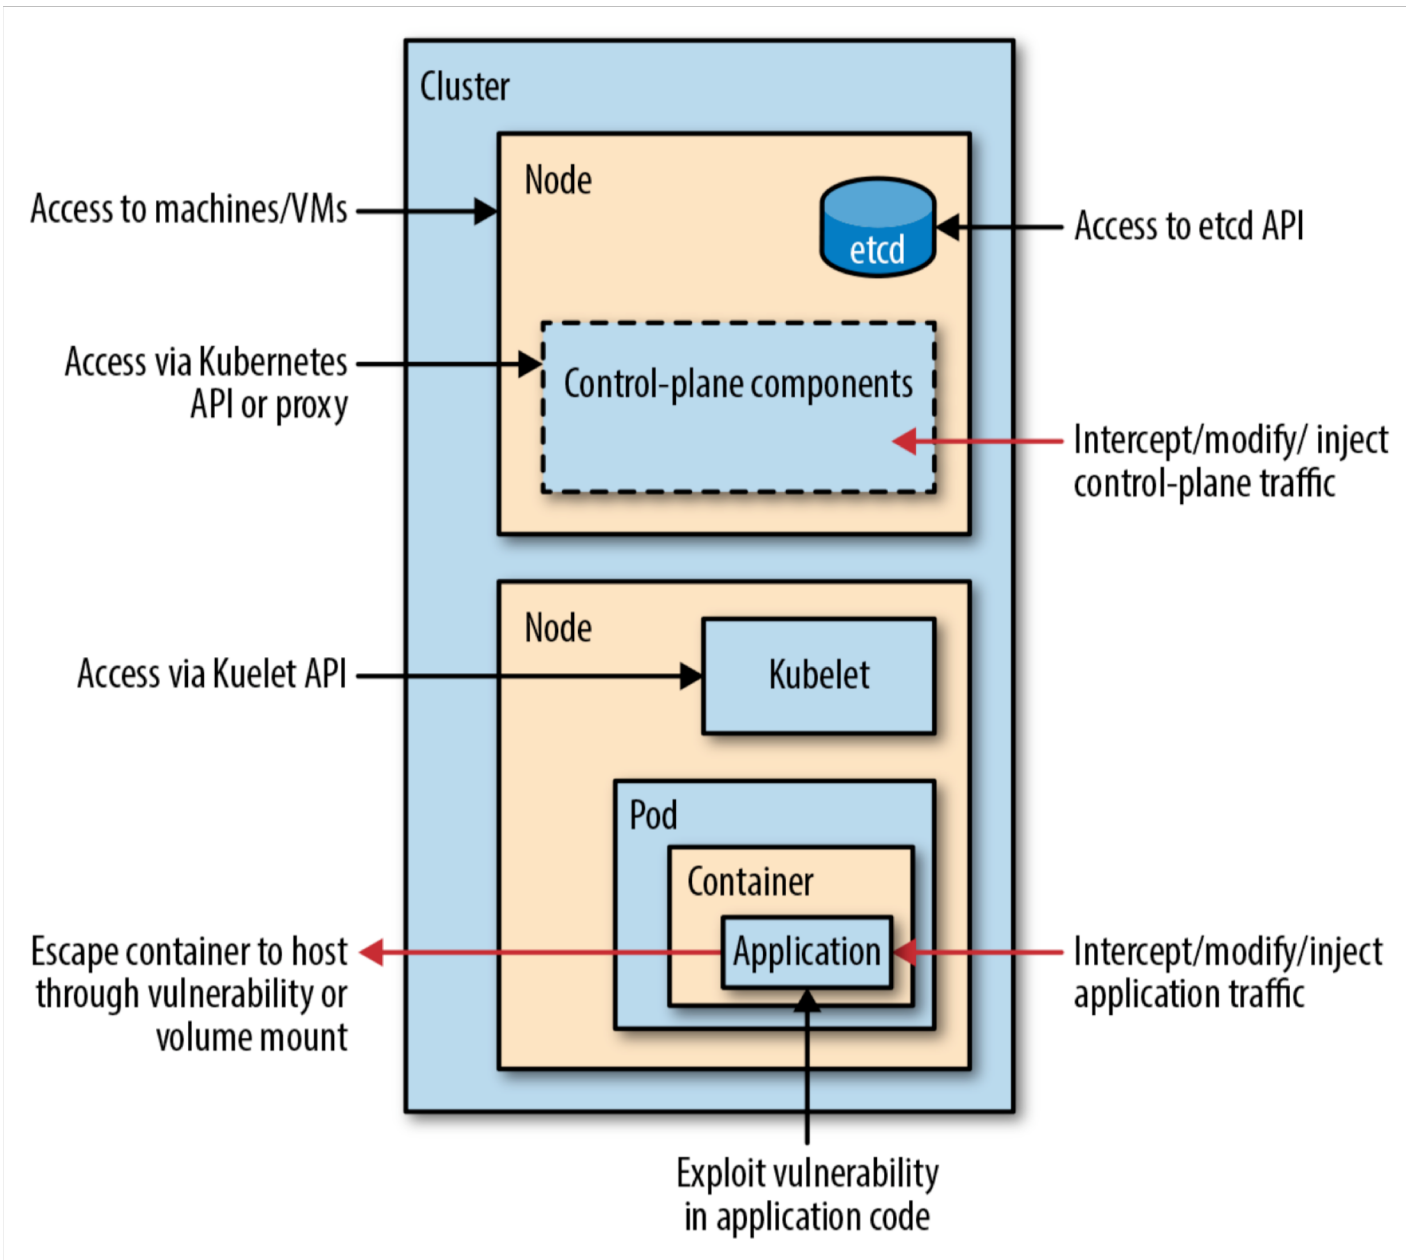 Cluster
Node
Access to machines/VMs
etcd
Access to etcd API
Access via Kubernetes
API or proxy
Control-plane components
Intercept/modify/ inject
control-plane traffic
Node
Access via Kuelet API
Kubelet
Pod
Container
Application
Escape container to host
through vulnerability or
volume mount
Intercept/modify/inject
application traffic
Exploit vulnerability
in application code